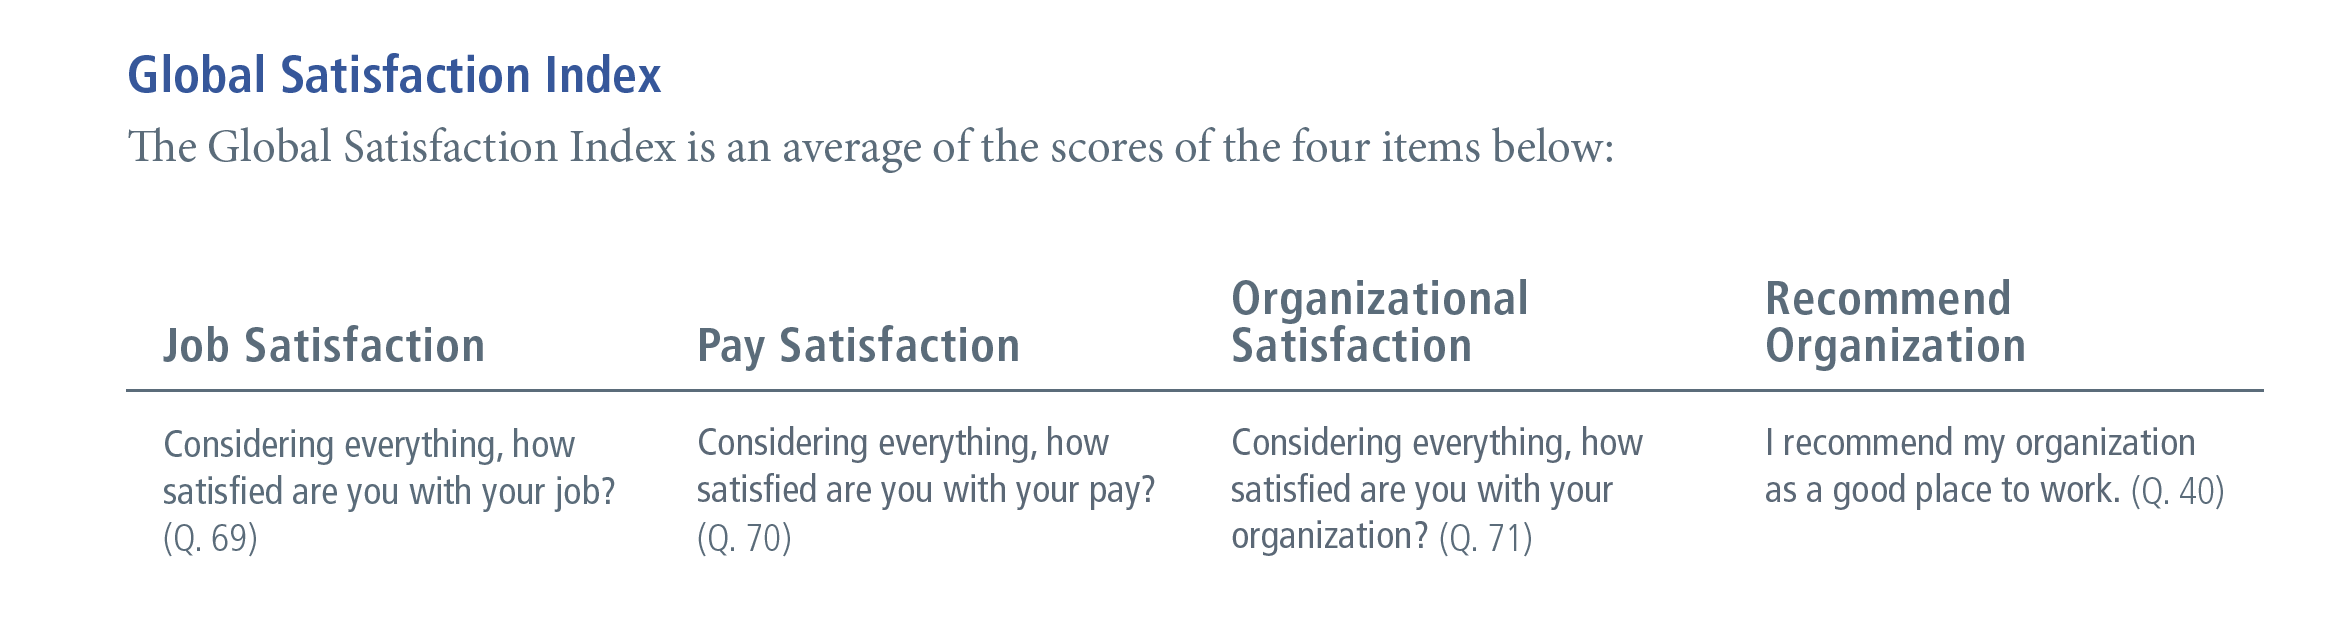 Global Satisfaction Index
The Global Satisfaction Index is an average of the scores of the four items below:
Job Satisfaction
Considering everything, how
satisfied are you with your job?
(Q. 69)
Pay Satisfaction
Considering everything, how
satisfied are you with your pay?
(Q. 70)
Organizational
Satisfaction
Considering everything, how
satisfied are you with your
organization? (Q. 71)
Recommend
Organization
I recommend my organization
as a good place to work. (Q. 40)